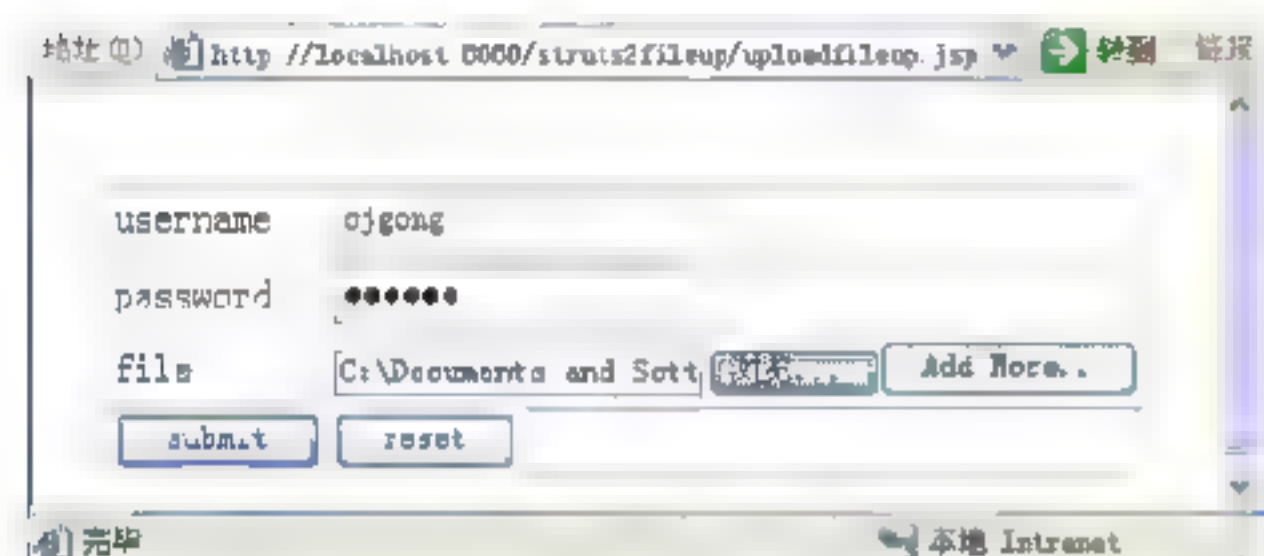 地址(D) http://localhost:8080/struts2fileup/uploadfileup.jsp 转到 链接
username cjgong
password ●●●●●●
file C:\Documents and Sett Add More..
submit reset
完毕 本地 Intranet